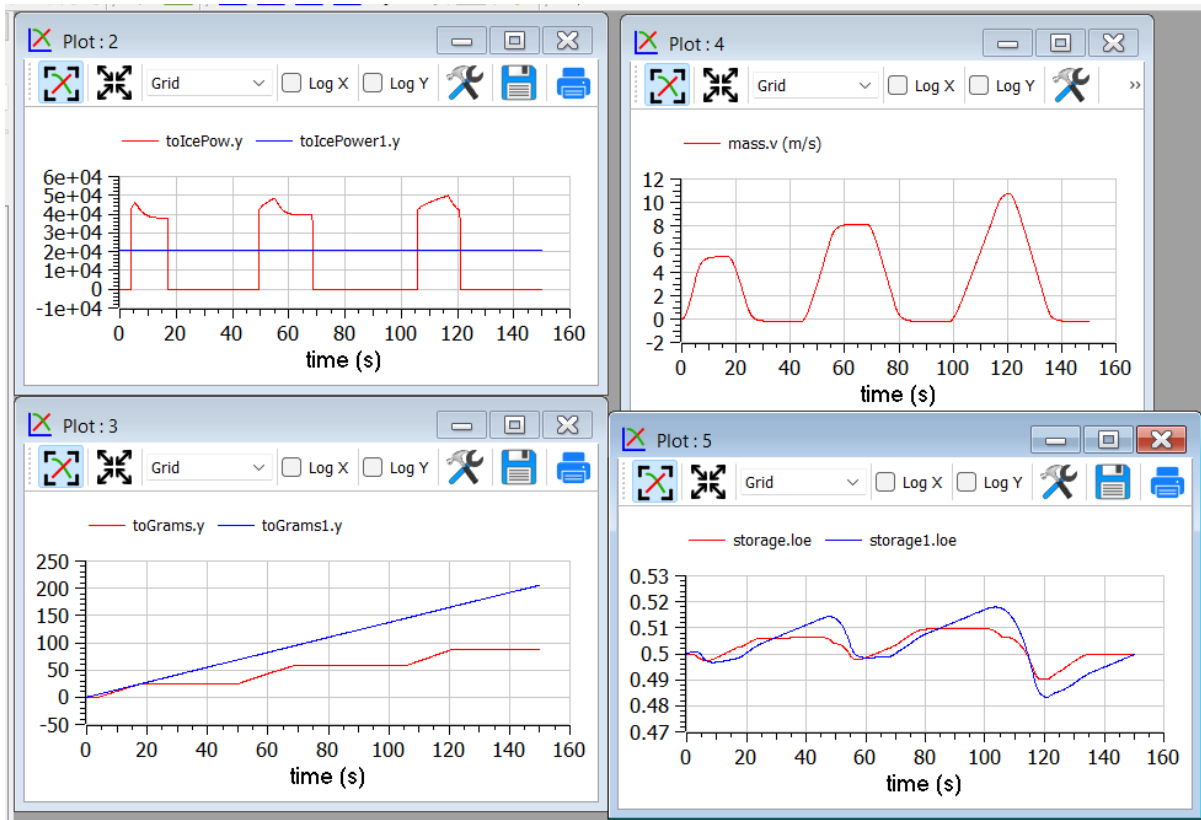 Plot : 2
Grid Log X Log Y
toIcePow.y toIcePower1.y
6e+04
5e+04
4e+04
3e+04
2e+04
1e+04
0
-1e+04
0 20 40 60 80 100 120 140 160
time (s)
Plot : 4
Grid Log X Log Y »
mass.v (m/s)
12
10
8
6
4
2
0
-2
0 20 40 60 80 100 120 140 160
time (s)
Plot : 3
Grid Log X Log Y
toGrams.y toGrams1.y
250
200
150
100
50
0
-50
0 20 40 60 80 100 120 140 160
time (s)
Plot : 5
Grid Log X Log Y
storage.loe storage1.loe
0.53
0.52
0.51
0.5
0.49
0.48
0.47
0 20 40 60 80 100 120 140 160
time (s)